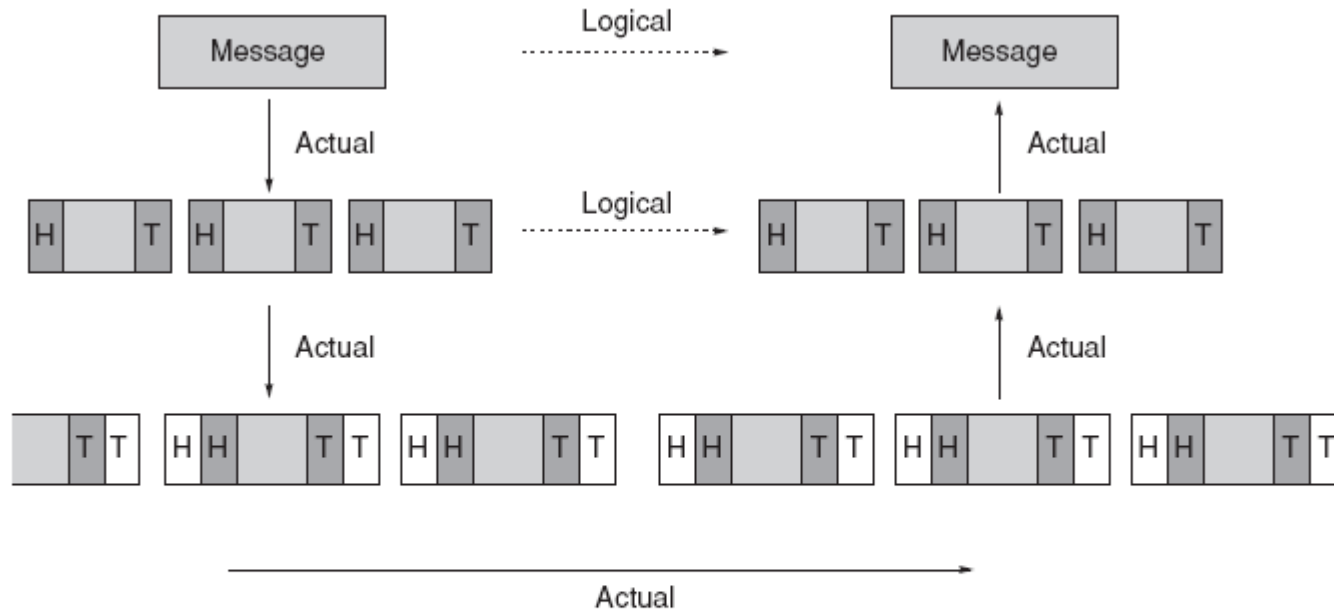 Logical
Message Message
Actual Actual
Logical
H T H T H T H T H T H T
Actual Actual
T T H H T T H H T T H H T T H H T T H H T T
Actual